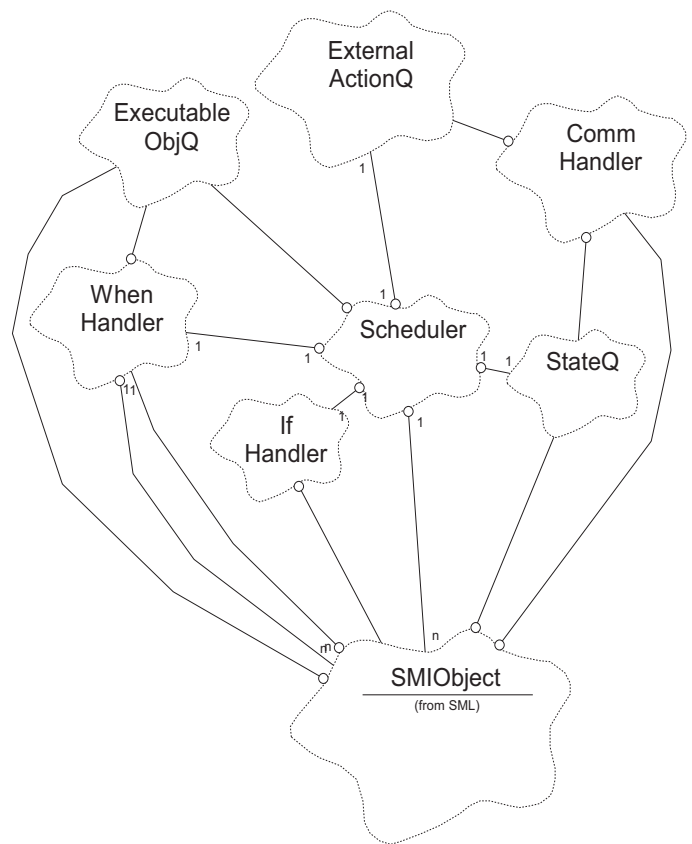 External
ActionQ
Executable
ObjQ
Comm
Handler
1
When
Handler
1
Scheduler
1
1
1
1
StateQ
1
1
11
If
Handler
1
n
n
n
SMIObject
(from SML)